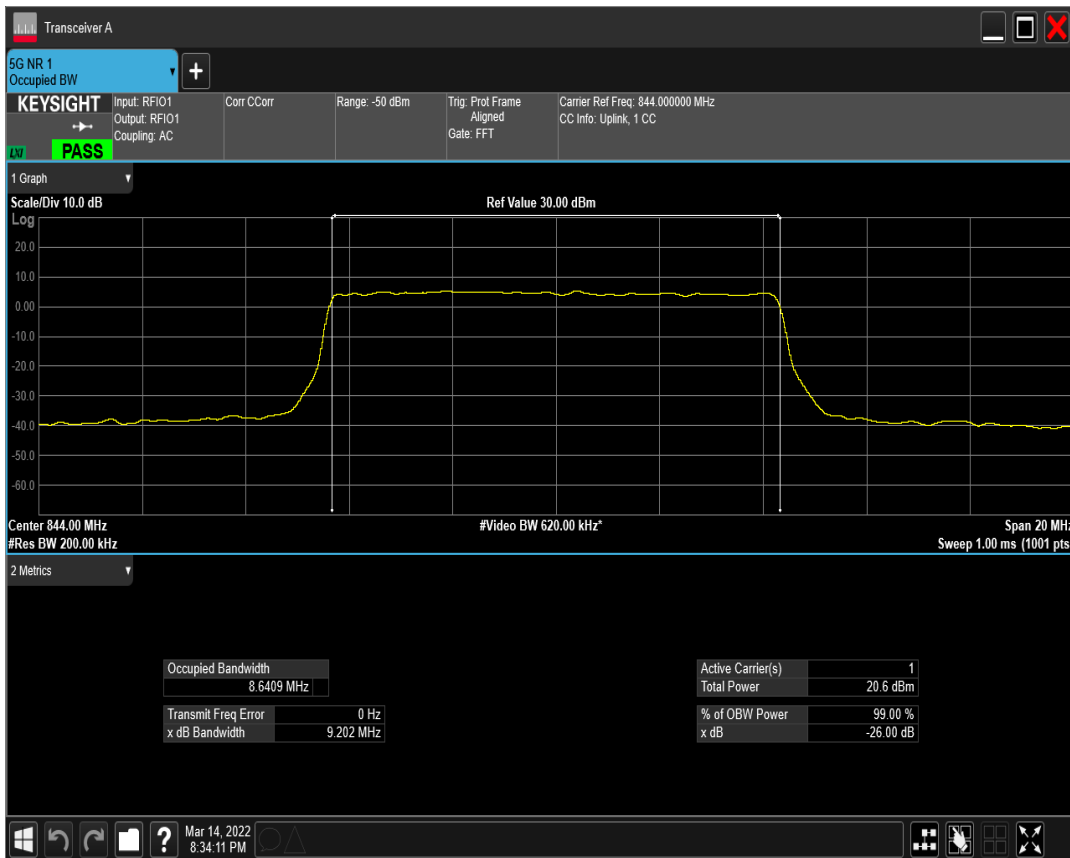 Transceiver A
5G NR 1
Occupied BW
+
KEYSIGHT
LXI
PASS
Input: RFIO1
Output: RFIO1
Coupling: AC
Corr CCorr
Range: -50 dBm
Trig: Prot Frame
Aligned
Gate: FFT
Carrier Ref Freq: 844.000000 MHz
CC Info: Uplink, 1 CC
1 Graph
Scale/Div 10.0 dB
Ref Value 30.00 dBm
Log
20.0
10.0
0.00
-10.0
-20.0
-30.0
-40.0
-50.0
-60.0
Center 844.00 MHz
#Video BW 620.00 kHz*
Span 20 MHz
#Res BW 200.00 kHz
Sweep 1.00 ms (1001 pts
2 Metrics
Occupied Bandwidth
8.6409 MHz
Transmit Freq Error 0 Hz
x dB Bandwidth 9.202 MHz
Active Carrier(s) 1
Total Power 20.6 dBm
% of OBW Power 99.00 %
x dB -26.00 dB
?
Mar 14, 2022
8:34:11 PM